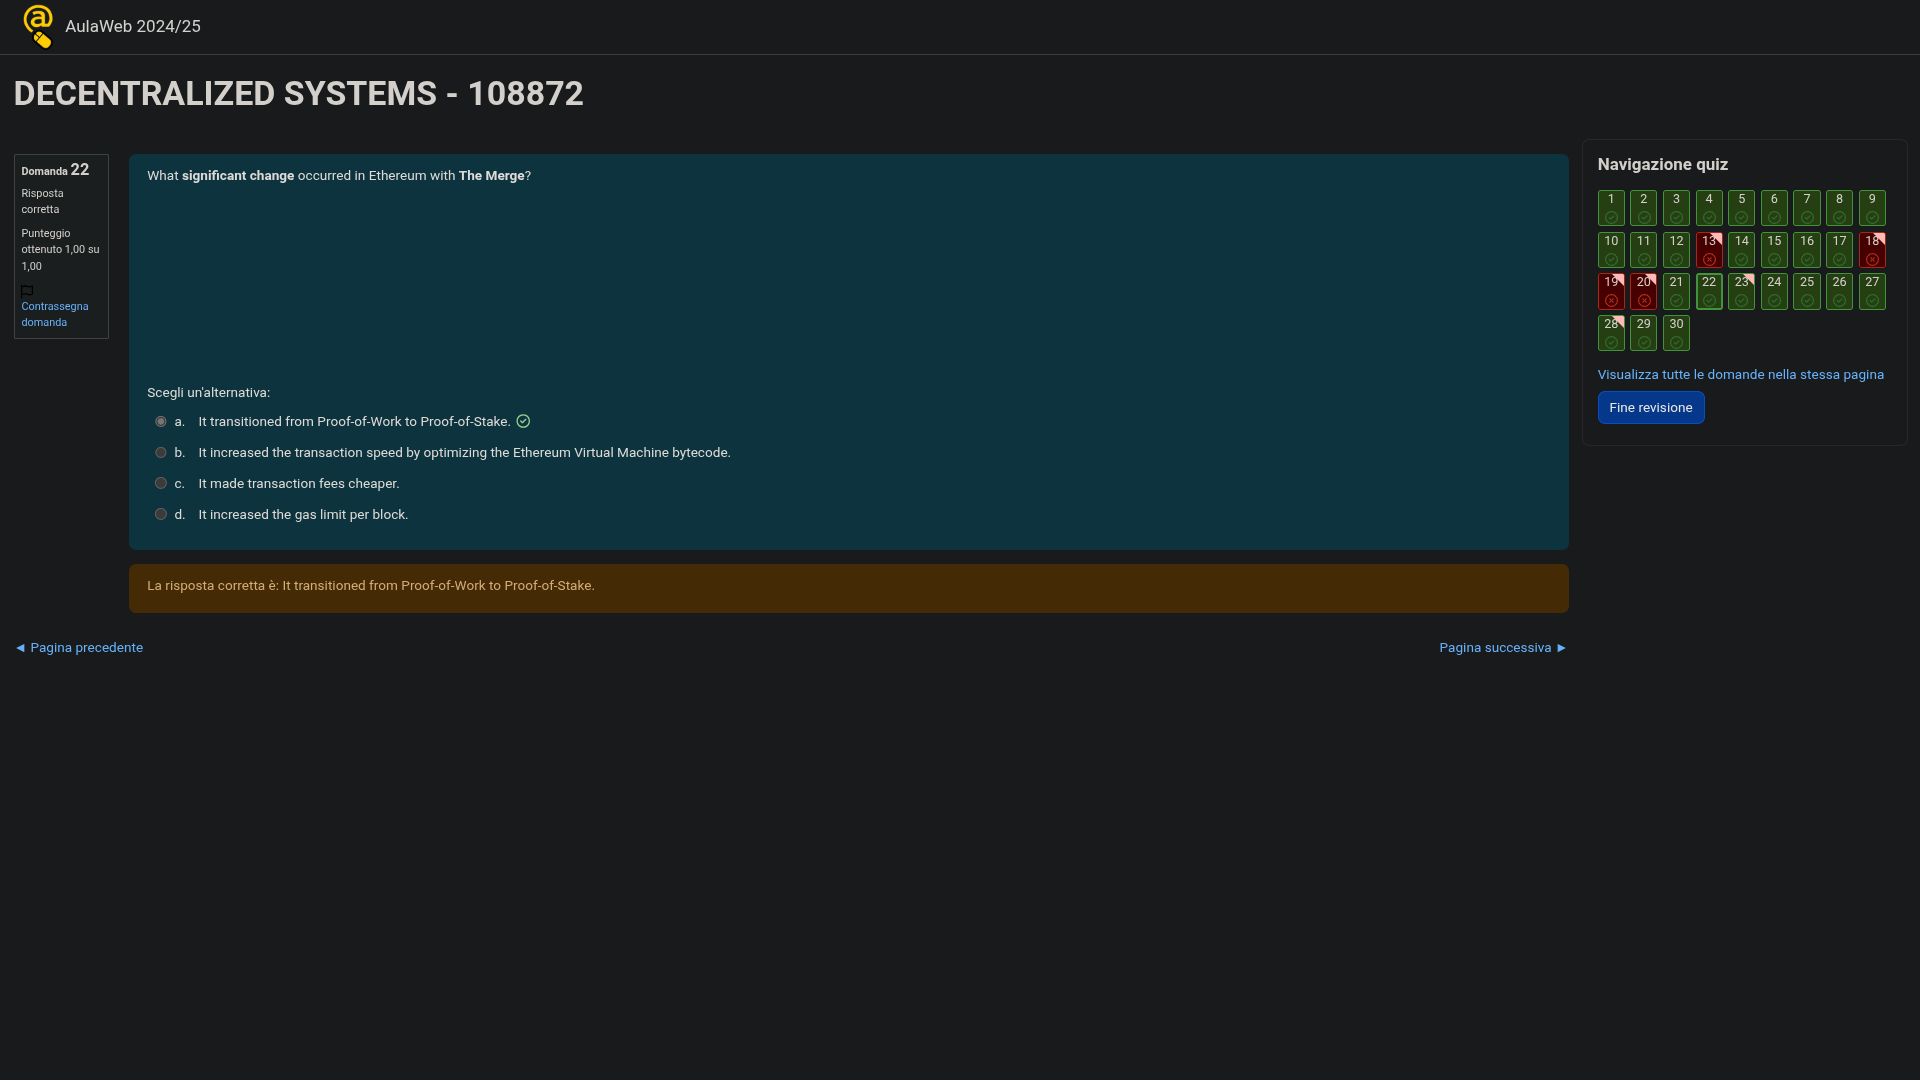 AulaWeb 2024/25
DECENTRALIZED SYSTEMS - 108872
Domanda 22
Risposta
corretta
Punteggio
ottenuto 1,00 su
1,00
Contrassegna
domanda
What significant change occurred in Ethereum with The Merge?
Scegli un'alternativa:
a. It transitioned from Proof-of-Work to Proof-of-Stake.
b. It increased the transaction speed by optimizing the Ethereum Virtual Machine bytecode.
c. It made transaction fees cheaper.
d. It increased the gas limit per block.
La risposta corretta è: It transitioned from Proof-of-Work to Proof-of-Stake.
◄ Pagina precedente
Pagina successiva ►
Navigazione quiz
1 2 3 4 5 6 7 8 9
10 11 12 13 14 15 16 17 18
19 20 21 22 23 24 25 26 27
28 29 30
Visualizza tutte le domande nella stessa pagina
Fine revisione